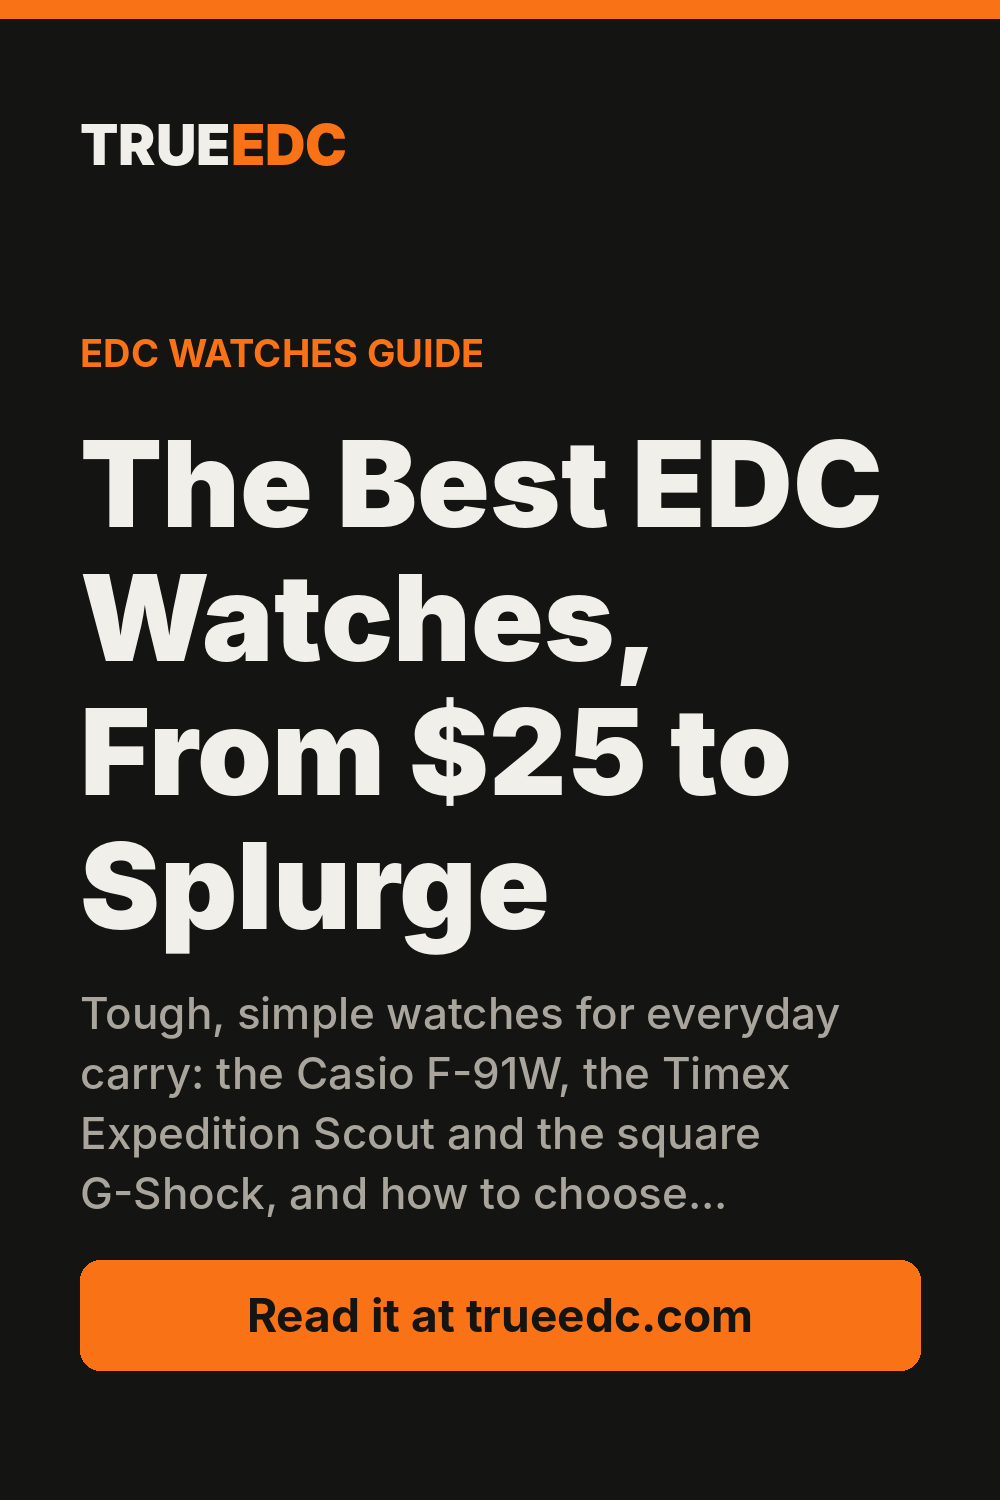 TRUEEDC
EDC WATCHES GUIDE
The Best EDC
Watches,
From $25 to
Splurge
Tough, simple watches for everyday
carry: the Casio F-91W, the Timex
Expedition Scout and the square
G-Shock, and how to choose...
Read it at trueedc.com